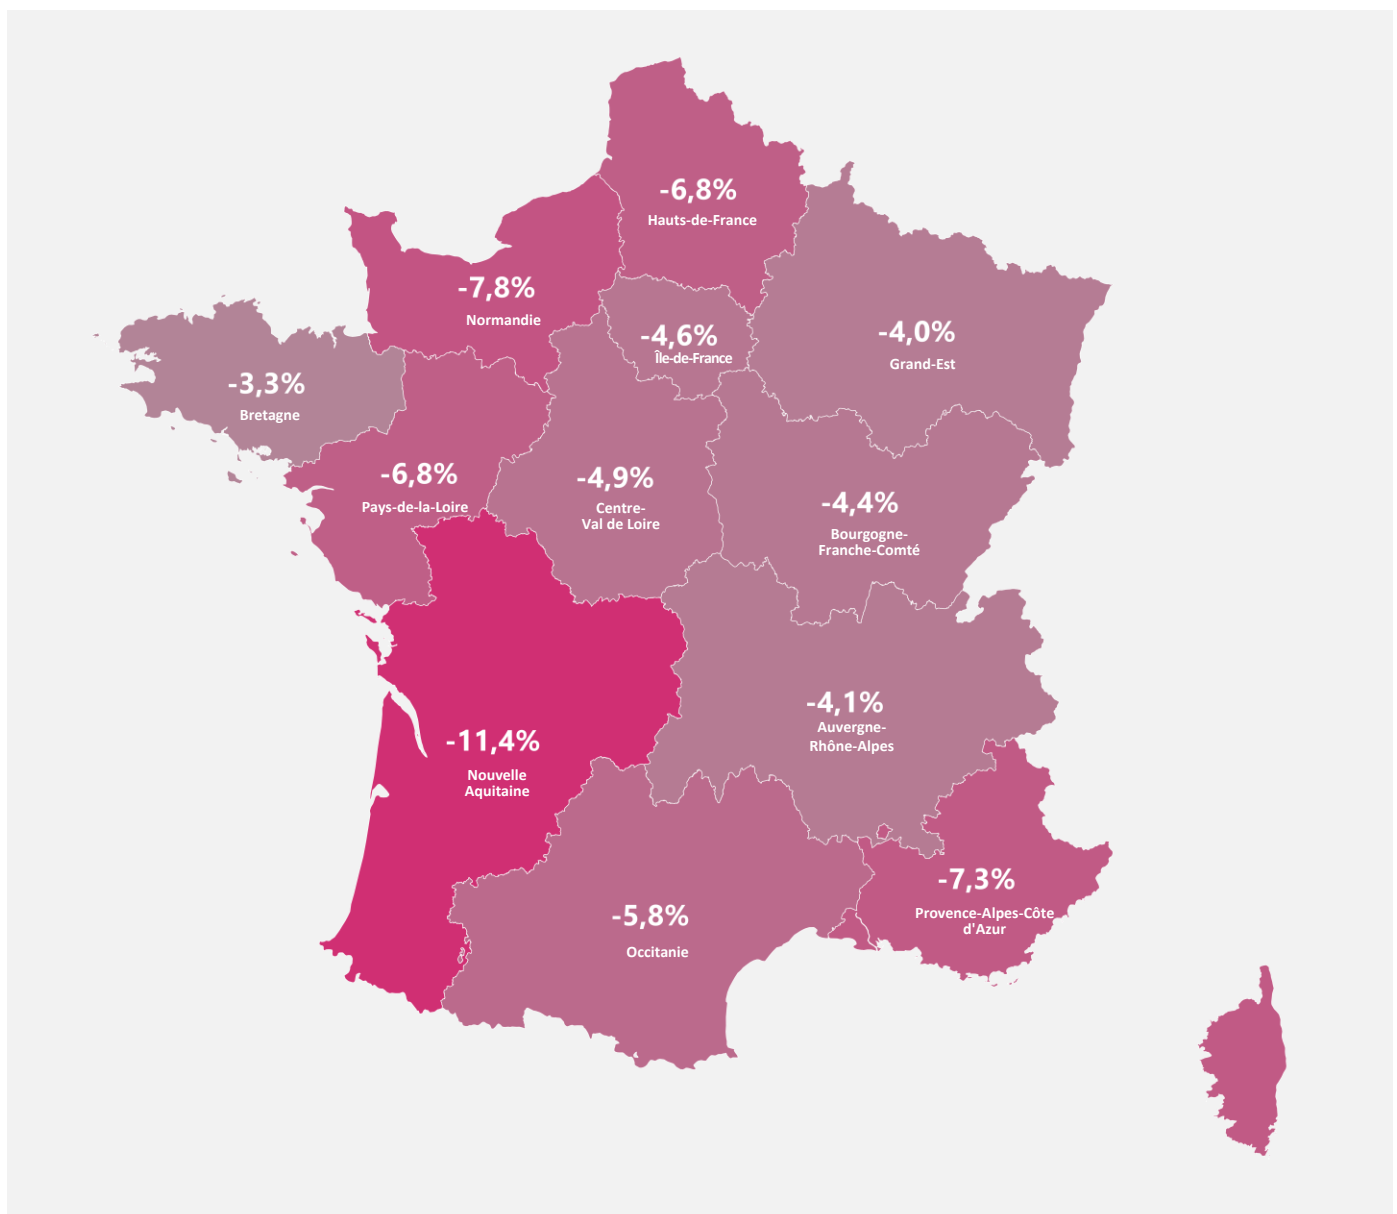 -6,8%
Hauts-de-France
-7,8%
Normandie
-4,6%
Île-de-France
-4,0%
Grand-Est
-3,3%
Bretagne
-6,8%
Pays-de-la-Loire
-4,9%
Centre-
Val de Loire
-4,4%
Bourgogne-
Franche-Comté
-11,4%
Nouvelle
Aquitaine
-4,1%
Auvergne-
Rhône-Alpes
-5,8%
Occitanie
-7,3%
Provence-Alpes-Côte
d'Azur